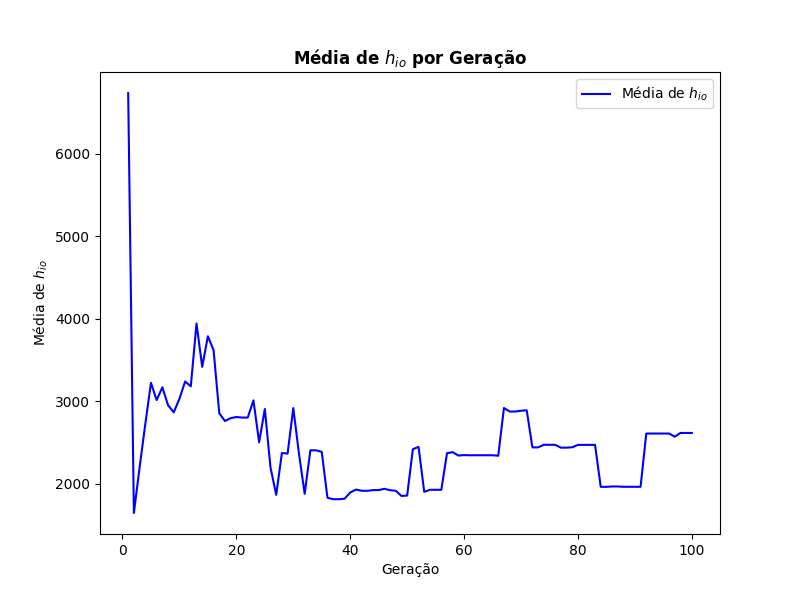 Média de $h_{io}$ por Geração
Média de $h_{io}$
6000
5000
4000
3000
2000
Média de $h_{io}$
0 20 40 60 80 100
Geração